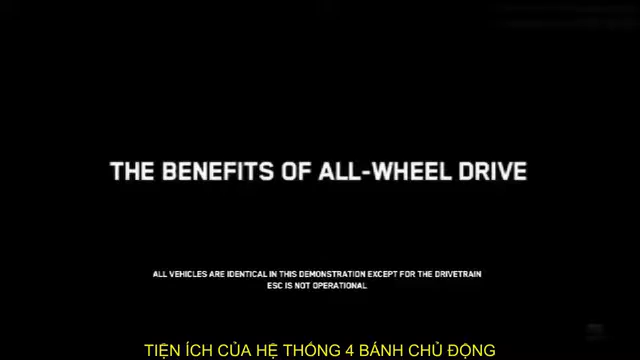 THE BENEFITS OF ALL-WHEEL DRIVE
ALL VEHICLES ARE IDENTICAL IN THIS DEMONSTRATION EXCEPT FOR THE DRIVETRAIN
ESC IS NOT OPERATIONAL
TIỆN ÍCH CỦA HỆ THỐNG 4 BÁNH CHỦ ĐỘNG